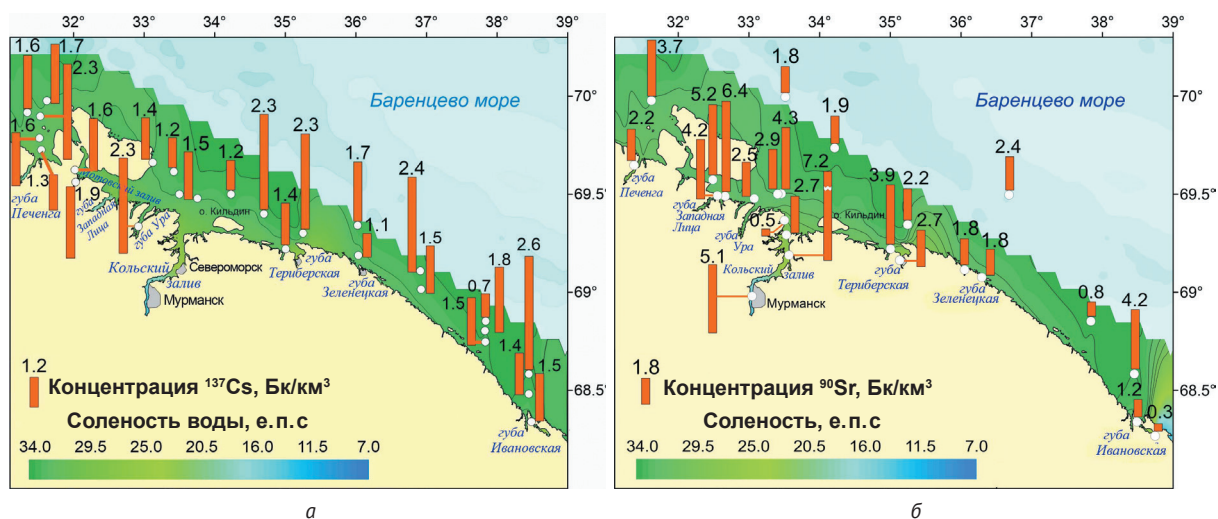 32° 33° 34° 35° 36° 37° 38° 39°
1.6
1.7
2.3
1.6
1.6
1.4
1.2
1.5
1.2
2.3
2.3
1.7
2.4
1.3
1.9
2.3
1.4
1.1
1.5
1.5
0.7
1.8
2.6
1.4
1.5
Баренцево море
губа
Печенга
Мотовский залив
губа
Западная
Лица
губа Ура
о. Кильдин
Кольский
залив
Североморск
Мурманск
губа
Териберская
губа
Зеленецкая
губа
Ивановская
1.2
Концентрация ¹³⁷Cs, Бк/км³
Соленость воды, е.п.с
34.0 29.5 25.0 20.5 16.0 11.5 7.0
а
32° 33° 34° 35° 36° 37° 38° 39°
70°
69.5°
69°
68.5°
3.7
1.8
2.2
5.2
6.4
4.2
2.5
2.9
4.3
1.9
7.2
2.7
0.5
3.9
2.2
2.7
2.4
1.8
1.8
5.1
0.8
4.2
1.2
0.3
Баренцево море
губа
Печенга
губа
Западная
Лица
губа
Ура
о. Кильдин
Кольский
залив
Мурманск
губа
Териберская
губа
Зеленецкая
губа
Ивановская
1.8
Концентрация ⁹⁰Sr, Бк/км³
Соленость, е.п.с
34.0 29.5 25.0 20.5 16.0 11.5 7.0
б
70°
69.5°
69°
68.5°